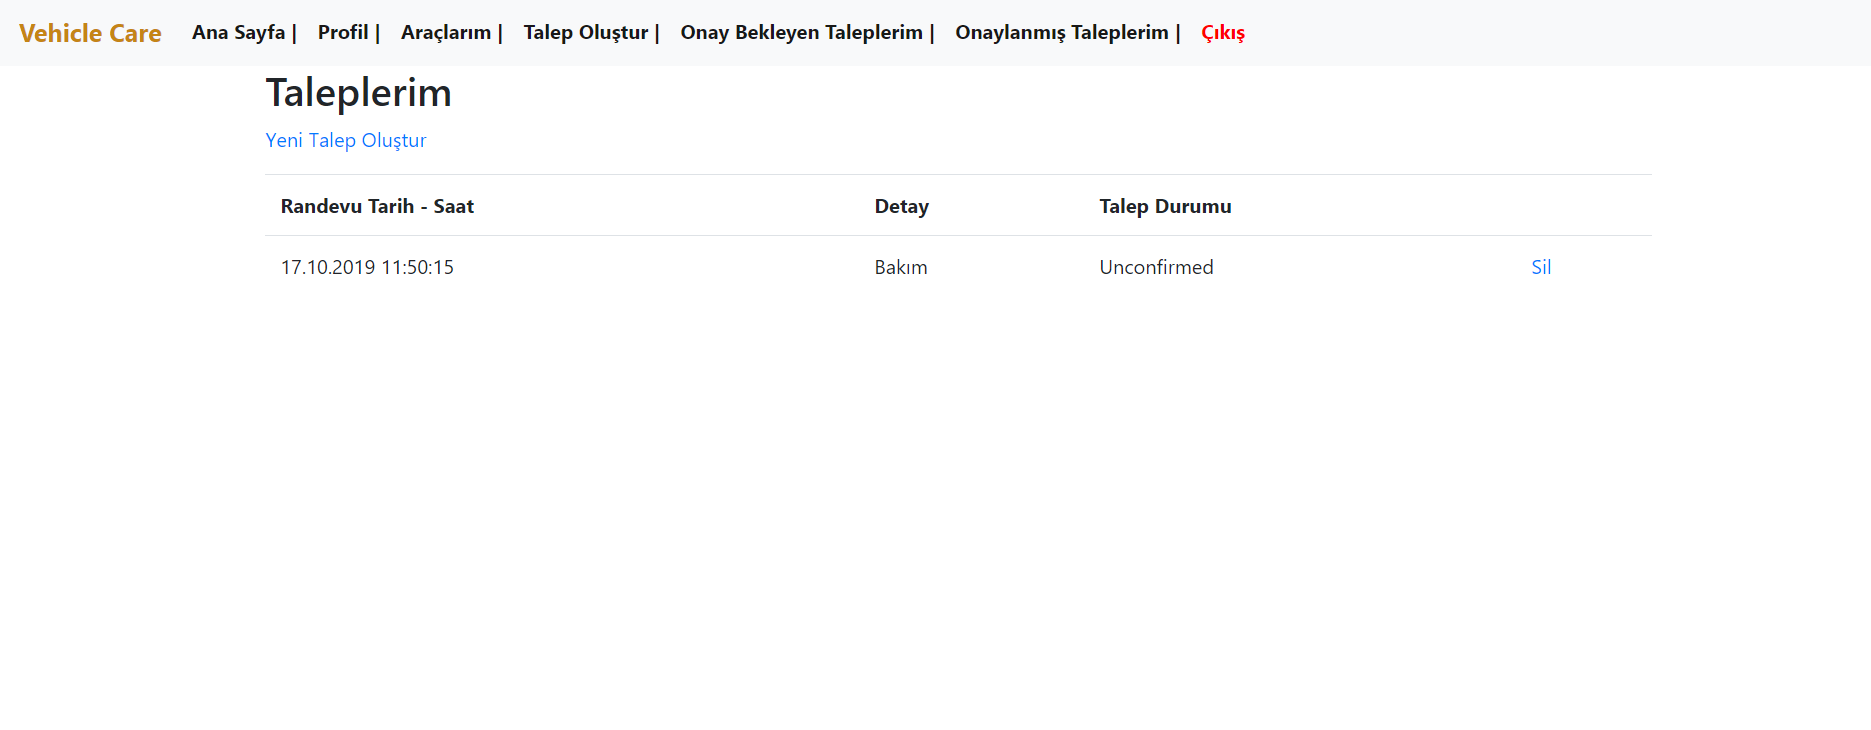 Vehicle Care Ana Sayfa | Profil | Araçlarım | Talep Oluştur | Onay Bekleyen Taleplerim | Onaylanmış Taleplerim | Çıkış
Taleplerim
Yeni Talep Oluştur
Randevu Tarih - Saat Detay Talep Durumu
17.10.2019 11:50:15 Bakım Unconfirmed Sil